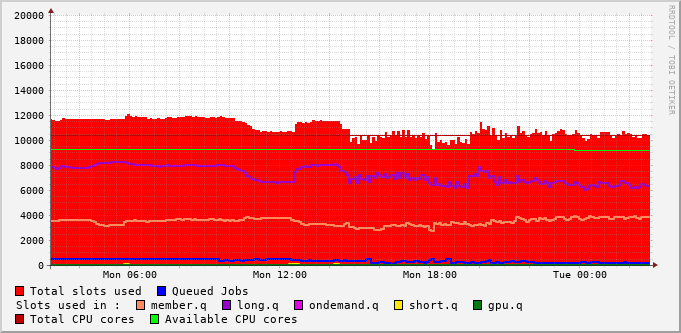 20000
18000
16000
14000
12000
10000
8000
6000
4000
2000
0
Mon 06:00 Mon 12:00 Mon 18:00 Tue 00:00
RRDTOOL / TOBI OETIKER
Total slots used Queued Jobs
Slots used in : member.q long.q ondemand.q short.q gpu.q
Total CPU cores Available CPU cores